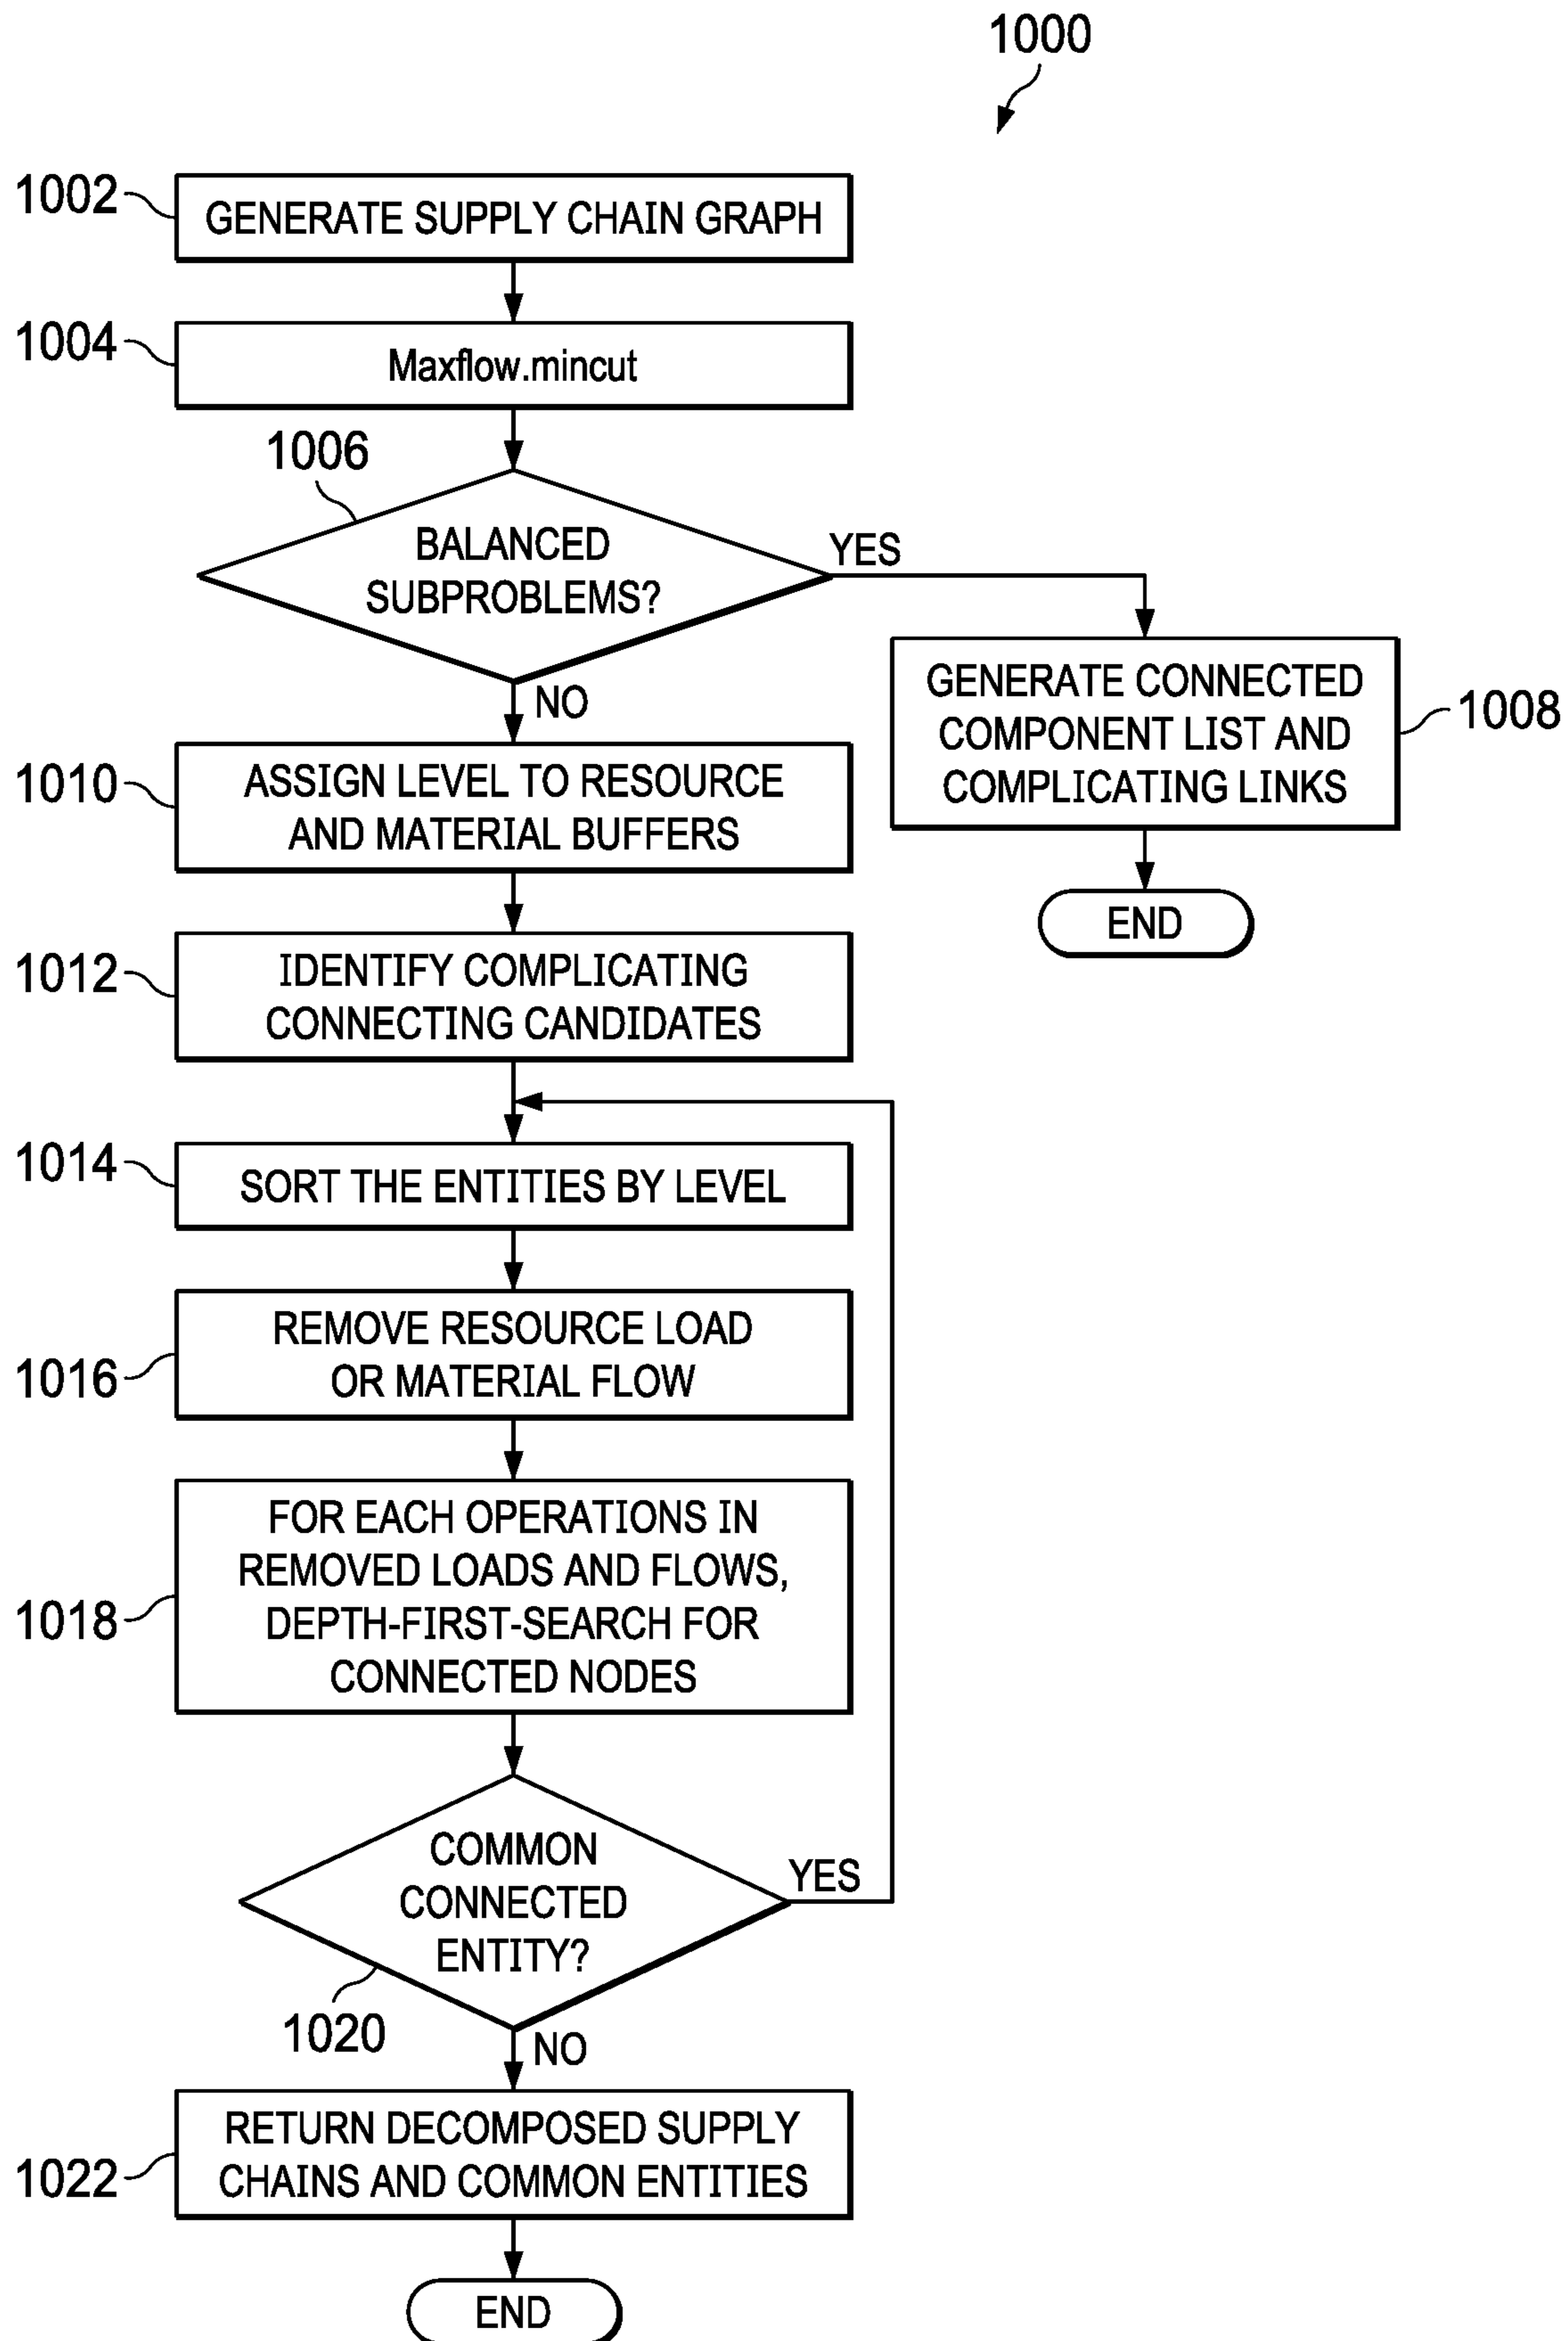 1000
1002
GENERATE SUPPLY CHAIN GRAPH
1004
Maxflow.mincut
1006
BALANCED
SUBPROBLEMS?
YES
NO
GENERATE CONNECTED
COMPONENT LIST AND
COMPLICATING LINKS
1008
END
1010
ASSIGN LEVEL TO RESOURCE
AND MATERIAL BUFFERS
1012
IDENTIFY COMPLICATING
CONNECTING CANDIDATES
1014
SORT THE ENTITIES BY LEVEL
1016
REMOVE RESOURCE LOAD
OR MATERIAL FLOW
1018
FOR EACH OPERATIONS IN
REMOVED LOADS AND FLOWS,
DEPTH-FIRST-SEARCH FOR
CONNECTED NODES
COMMON
CONNECTED
ENTITY?
YES
1020
NO
1022
RETURN DECOMPOSED SUPPLY
CHAINS AND COMMON ENTITIES
END